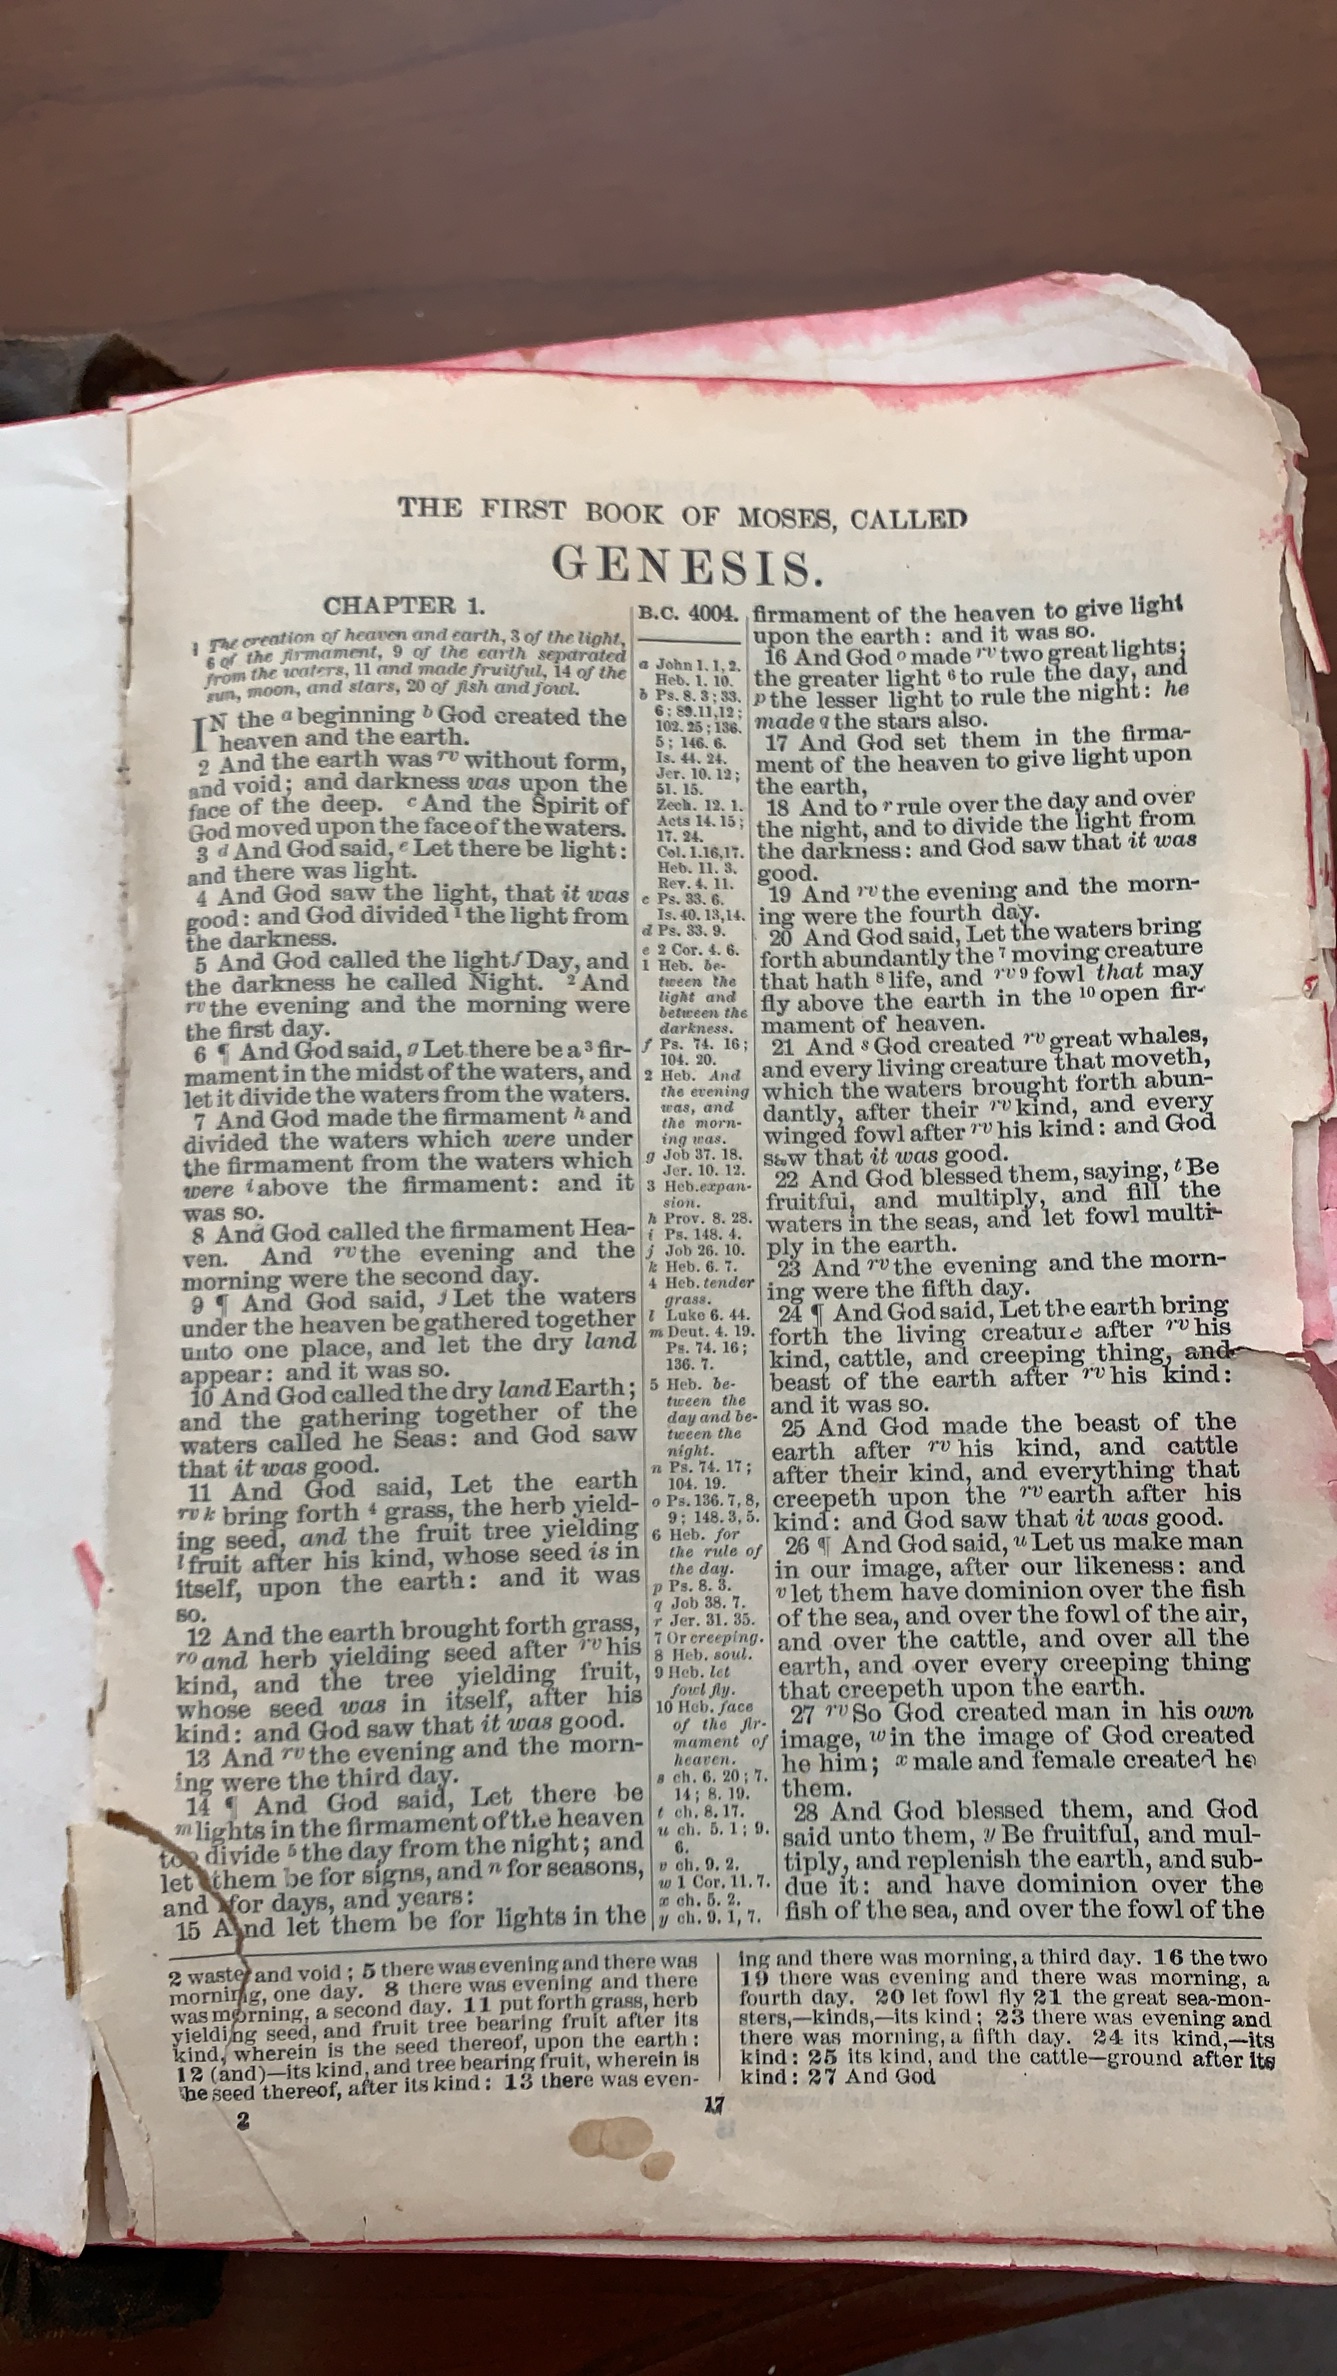 THE FIRST BOOK OF MOSES, CALLED
GENESIS.
CHAPTER 1.
1 The creation of heaven and earth, 3 of the light,
6 of the firmament, 9 of the earth separated
from the waters, 11 and made fruitful, 14 of the
sun, moon, and stars, 20 of fish and fowl.
IN the a beginning b God created the
heaven and the earth.
2 And the earth was rv without form,
and void; and darkness was upon the
face of the deep. c And the Spirit of
God moved upon the face of the waters.
3 d And God said, e Let there be light:
and there was light.
4 And God saw the light, that it was
good: and God divided 1 the light from
the darkness.
5 And God called the light f Day, and
the darkness he called Night. 2 And
rv the evening and the morning were
the first day.
6 ¶ And God said, g Let there be a 3 fir-
mament in the midst of the waters, and
let it divide the waters from the waters.
7 And God made the firmament h and
divided the waters which were under
the firmament from the waters which
were i above the firmament: and it
was so.
8 And God called the firmament Hea-
ven. And rv the evening and the
morning were the second day.
9 ¶ And God said, j Let the waters
under the heaven be gathered together
unto one place, and let the dry land
appear: and it was so.
10 And God called the dry land Earth;
and the gathering together of the
waters called he Seas: and God saw
that it was good.
11 And God said, Let the earth
rv k bring forth 4 grass, the herb yield-
ing seed, and the fruit tree yielding
l fruit after his kind, whose seed is in
itself, upon the earth: and it was
so.
12 And the earth brought forth grass,
rv and herb yielding seed after rv his
kind, and the tree yielding fruit,
whose seed was in itself, after his
kind: and God saw that it was good.
13 And rv the evening and the morn-
ing were the third day.
14 ¶ And God said, Let there be
m lights in the firmament of the heaven
to divide 5 the day from the night; and
let them be for signs, and n for seasons,
and for days, and years:
15 And let them be for lights in the
B.C. 4004.
a John 1. 1, 2.
Heb. 1. 10.
b Ps. 8. 3; 33.
6; 89.11,12;
102. 25; 136.
5; 146. 6.
Is. 44. 24.
Jer. 10. 12;
51. 15.
Zech. 12. 1.
Acts 14. 15;
17. 24.
Col. 1.16,17.
Heb. 11. 3.
Rev. 4. 11.
c Ps. 33. 6.
Is. 40. 13,14.
d Ps. 33. 9.
e 2 Cor. 4. 6.
1 Heb. be-
tween the
light and
between the
darkness.
f Ps. 74. 16;
104. 20.
2 Heb. And
the evening
was, and
the morn-
ing was.
g Job 37. 18.
Jer. 10. 12.
3 Heb. expan-
sion.
h Prov. 8. 28.
i Ps. 148. 4.
j Job 26. 10.
k Heb. 6. 7.
4 Heb. tender
grass.
l Luke 6. 44.
m Deut. 4. 19.
Ps. 74. 16;
136. 7.
5 Heb. be-
tween the
day and be-
tween the
night.
n Ps. 74. 17;
104. 19.
o Ps. 136. 7, 8,
9; 148. 3, 5.
6 Heb. for
the rule of
the day.
p Ps. 8. 3.
q Job 38. 7.
r Jer. 31. 35.
7 Or creeping.
8 Heb. soul.
9 Heb. let
fowl fly.
10 Heb. face
of the fir-
mament of
heaven.
s ch. 6. 20; 7.
14; 8. 19.
t ch. 8. 17.
u ch. 5. 1; 9.
6.
v ch. 9. 2.
w 1 Cor. 11. 7.
x ch. 5. 2.
y ch. 9. 1, 7.
firmament of the heaven to give light
upon the earth: and it was so.
16 And God o made rv two great lights;
the greater light 6 to rule the day, and
p the lesser light to rule the night: he
made q the stars also.
17 And God set them in the firma-
ment of the heaven to give light upon
the earth,
18 And to r rule over the day and over
the night, and to divide the light from
the darkness: and God saw that it was
good.
19 And rv the evening and the morn-
ing were the fourth day.
20 And God said, Let the waters bring
forth abundantly the 7 moving creature
that hath 8 life, and rv 9 fowl that may
fly above the earth in the 10 open fir-
mament of heaven.
21 And s God created rv great whales,
and every living creature that moveth,
which the waters brought forth abun-
dantly, after their rv kind, and every
winged fowl after rv his kind: and God
saw that it was good.
22 And God blessed them, saying, t Be
fruitful, and multiply, and fill the
waters in the seas, and let fowl multi-
ply in the earth.
23 And rv the evening and the morn-
ing were the fifth day.
24 ¶ And God said, Let the earth bring
forth the living creature after rv his
kind, cattle, and creeping thing, and
beast of the earth after rv his kind:
and it was so.
25 And God made the beast of the
earth after rv his kind, and cattle
after their kind, and everything that
creepeth upon the rv earth after his
kind: and God saw that it was good.
26 ¶ And God said, u Let us make man
in our image, after our likeness: and
v let them have dominion over the fish
of the sea, and over the fowl of the air,
and over the cattle, and over all the
earth, and over every creeping thing
that creepeth upon the earth.
27 rv So God created man in his own
image, w in the image of God created
he him; x male and female created he
them.
28 And God blessed them, and God
said unto them, y Be fruitful, and mul-
tiply, and replenish the earth, and sub-
due it: and have dominion over the
fish of the sea, and over the fowl of the
2 waste and void; 5 there was evening and there was
morning, one day. 8 there was evening and there
was morning, a second day. 11 put forth grass, herb
yielding seed, and fruit tree bearing fruit after its
kind, wherein is the seed thereof, upon the earth:
12 (and)—its kind, and tree bearing fruit, wherein is
the seed thereof, after its kind: 13 there was even-
ing and there was morning, a third day. 16 the two
19 there was evening and there was morning, a
fourth day. 20 let fowl fly 21 the great sea-mon-
sters,—kinds,—its kind; 23 there was evening and
there was morning, a fifth day. 24 its kind,—its
kind: 25 its kind, and the cattle—ground after its
kind: 27 And God
2
17